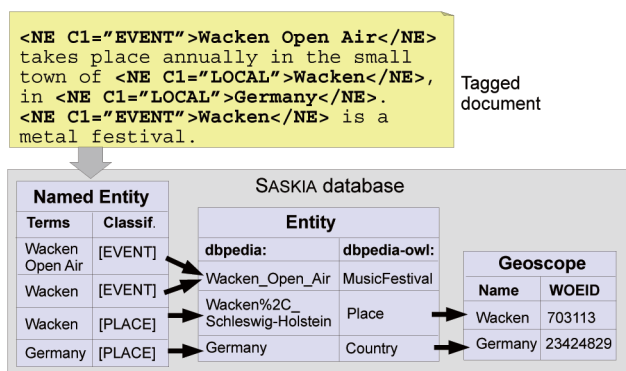 <NE C1=”EVENT”>Wacken Open Air</NE>
takes place annually in the small
town of <NE C1=”LOCAL”>Wacken</NE>,
in <NE C1=”LOCAL”>Germany</NE>.
<NE C1=”EVENT”>Wacken</NE> is a
metal festival.
Tagged
document
SASKIA database
Named Entity
Terms Classif.
Wacken
Open Air [EVENT]
Wacken [EVENT]
Wacken [PLACE]
Germany [PLACE]
Entity
dbpedia: dbpedia-owl:
Wacken_Open_Air MusicFestival
Wacken%2C_
Schleswig-Holstein Place
Germany Country
Geoscope
Name WOEID
Wacken 703113
Germany 23424829